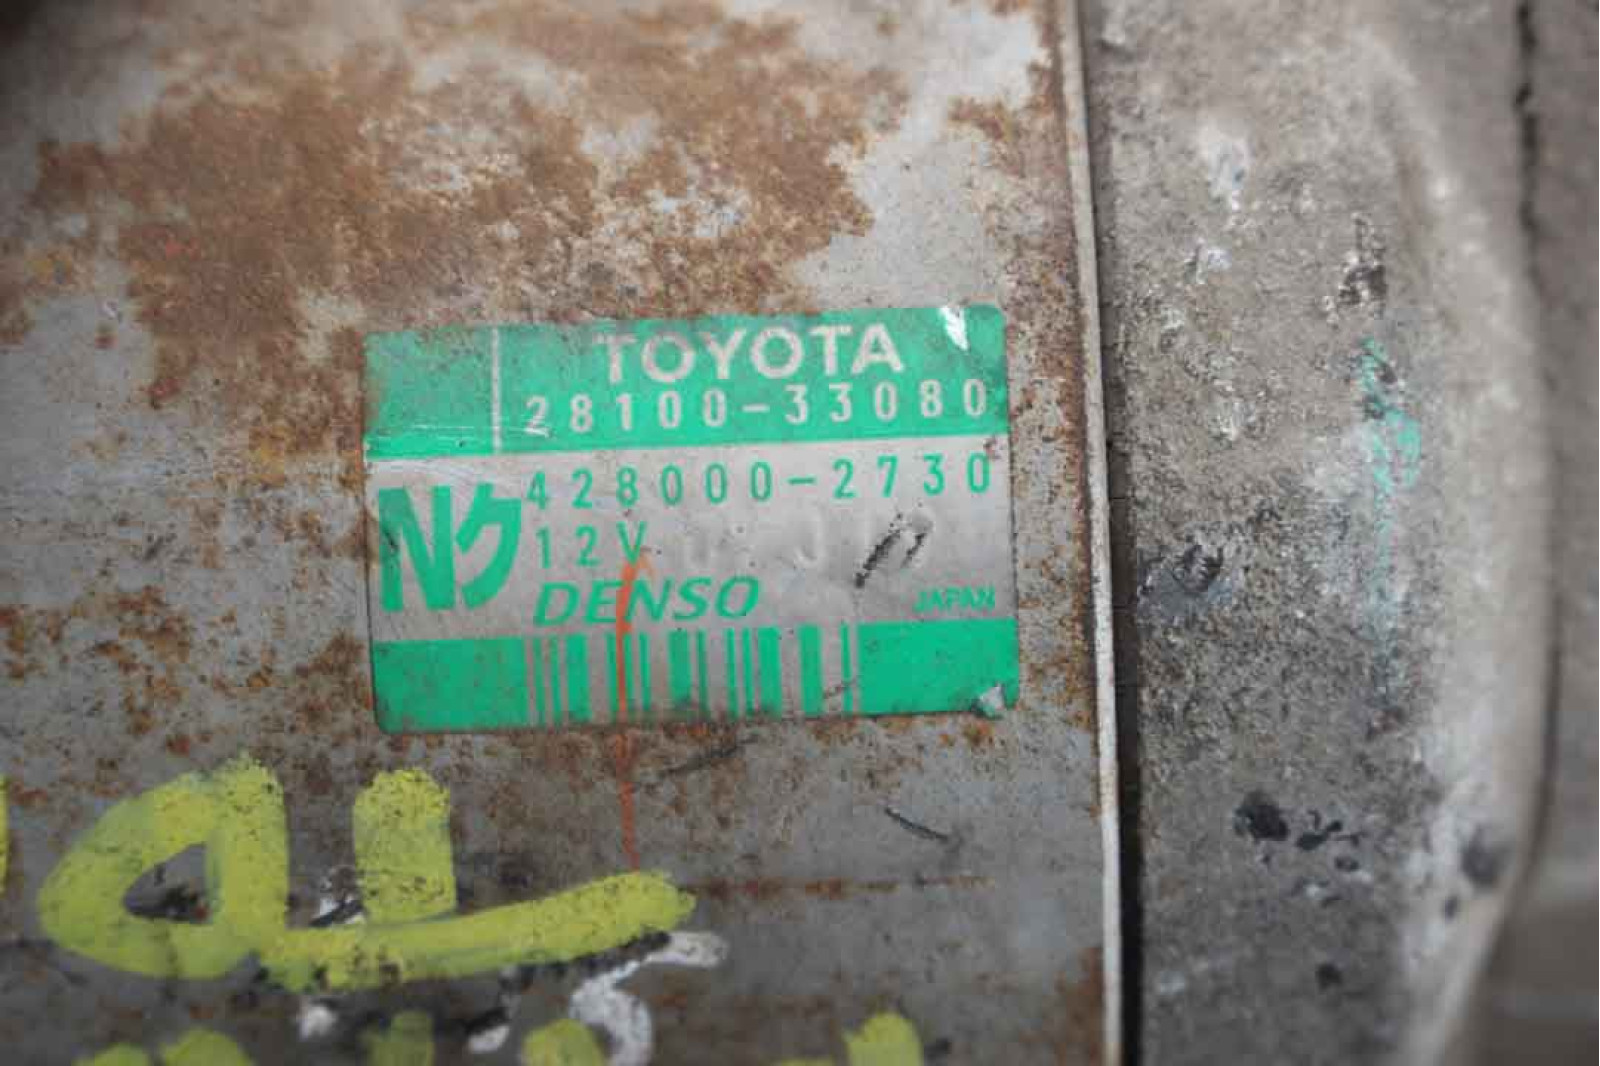 TOYOTA
28100-33080
428000-2730
Nク
12V
DENSO
JAPAN